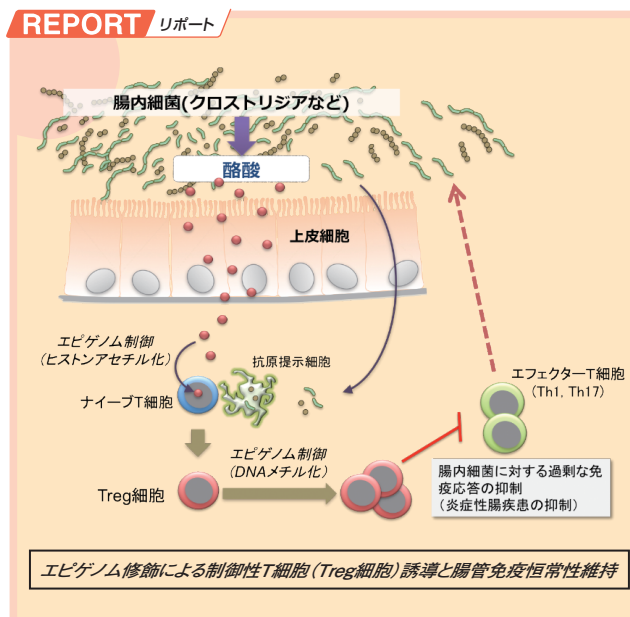 REPORT リポート
腸内細菌(クロストリジアなど)
酪酸
上皮細胞
エピゲノム制御
(ヒストンアセチル化)
抗原提示細胞
ナイーブT細胞
エフェクターT細胞
(Th1, Th17)
エピゲノム制御
(DNAメチル化)
Treg細胞
腸内細菌に対する過剰な免
疫応答の抑制
(炎症性腸疾患の抑制)
エピゲノム修飾による制御性T細胞(Treg細胞)誘導と腸管免疫恒常性維持